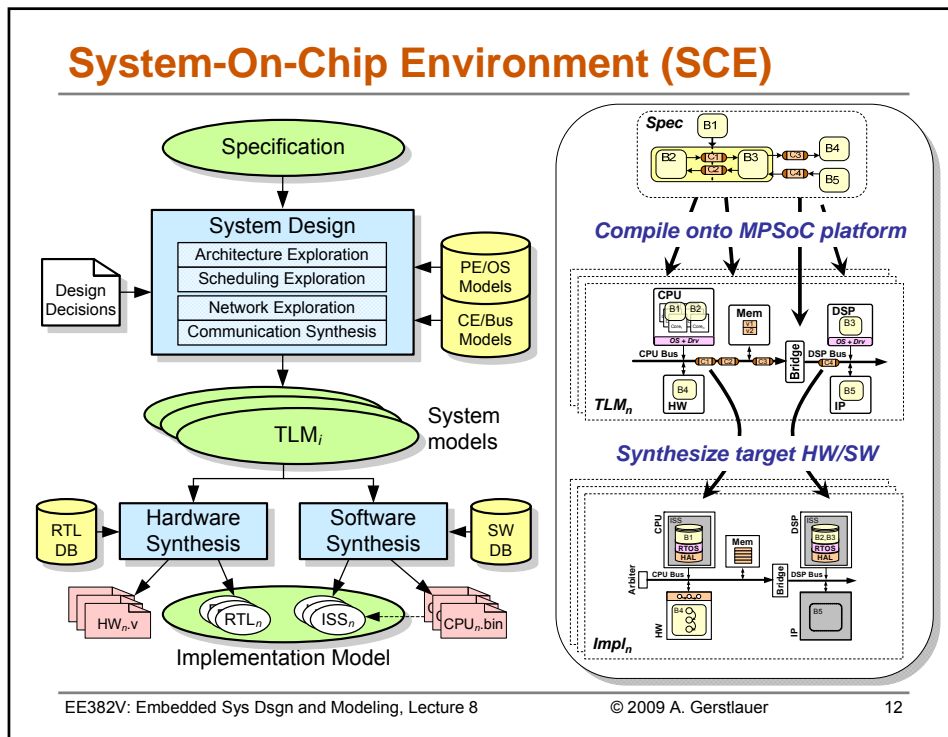 System-On-Chip Environment (SCE)
Specification
System Design
Architecture Exploration
Scheduling Exploration
Network Exploration
Communication Synthesis
Design
Decisions
PE/OS
Models
CE/Bus
Models
TLMi
System
models
RTL
DB
Hardware
Synthesis
Software
Synthesis
SW
DB
HWn.v
RTLn
ISSn
CPUn.bin
Implementation Model
Spec
B1
B2
C1
C2
B3
C3
C4
B4
B5
Compile onto MPSoC platform
CPU
B1
B2
OS + Drv
Mem
v1
v2
DSP
B3
OS + Drv
CPU Bus
C1
C2
C3
Bridge
DSP Bus
C4
B4
HW
B5
IP
TLMn
Synthesize target HW/SW
CPU
ISS
B1
RTOS
HAL
Mem
DSP
ISS
B2,B3
RTOS
HAL
Arbiter
CPU Bus
Bridge
DSP Bus
HW
B4
IP
B5
Impln
EE382V: Embedded Sys Dsgn and Modeling, Lecture 8
© 2009 A. Gerstlauer
12